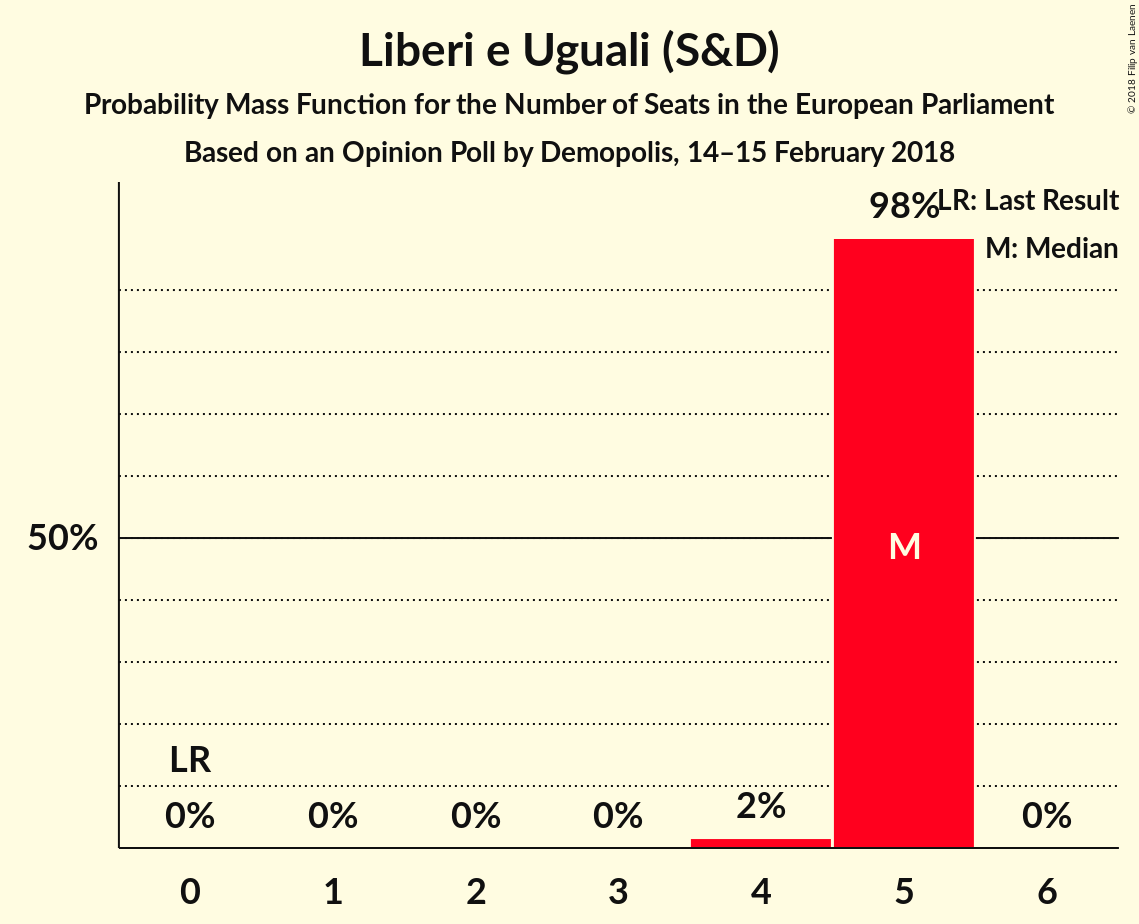 Liberi e Uguali (S&D)
Probability Mass Function for the Number of Seats in the European Parliament
Based on an Opinion Poll by Demopolis, 14–15 February 2018
© 2018 Filip van Laenen
98%
LR: Last Result
M: Median
50%
M
LR
0%
0%
0%
0%
2%
0%
0
1
2
3
4
5
6